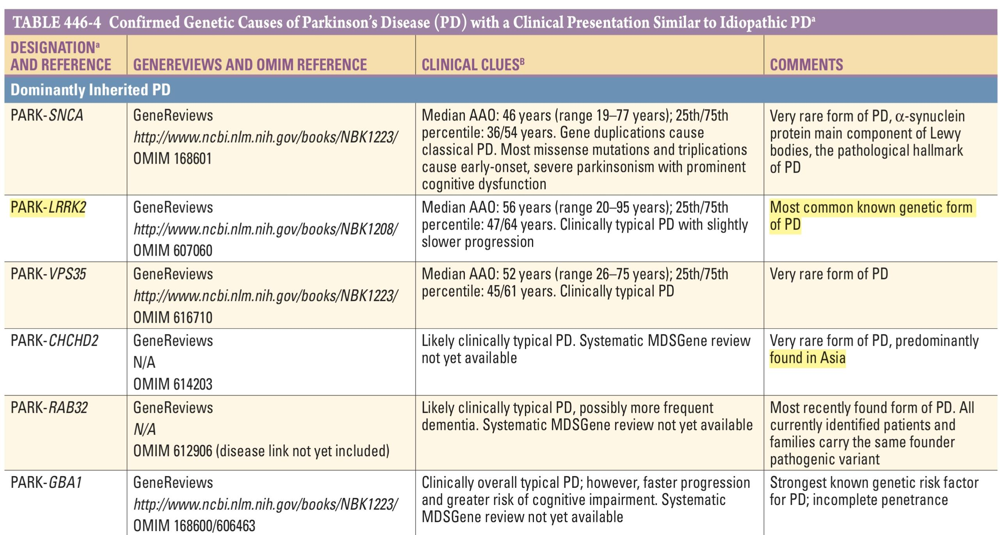 TABLE 446-4 Confirmed Genetic Causes of Parkinson’s Disease (PD) with a Clinical Presentation Similar to Idiopathic PDa
DESIGNATIONa
AND REFERENCE
GENEREVIEWS AND OMIM REFERENCE
CLINICAL CLUESB
COMMENTS
Dominantly Inherited PD
PARK-SNCA
GeneReviews
http://www.ncbi.nlm.nih.gov/books/NBK1223/
OMIM 168601
Median AAO: 46 years (range 19–77 years); 25th/75th
percentile: 36/54 years. Gene duplications cause
classical PD. Most missense mutations and triplications
cause early-onset, severe parkinsonism with prominent
cognitive dysfunction
Very rare form of PD, α-synuclein
protein main component of Lewy
bodies, the pathological hallmark
of PD
PARK-LRRK2
GeneReviews
http://www.ncbi.nlm.nih.gov/books/NBK1208/
OMIM 607060
Median AAO: 56 years (range 20–95 years); 25th/75th
percentile: 47/64 years. Clinically typical PD with slightly
slower progression
Most common known genetic form
of PD
PARK-VPS35
GeneReviews
http://www.ncbi.nlm.nih.gov/books/NBK1223/
OMIM 616710
Median AAO: 52 years (range 26–75 years); 25th/75th
percentile: 45/61 years. Clinically typical PD
Very rare form of PD
PARK-CHCHD2
GeneReviews
N/A
OMIM 614203
Likely clinically typical PD. Systematic MDSGene review
not yet available
Very rare form of PD, predominantly
found in Asia
PARK-RAB32
GeneReviews
N/A
OMIM 612906 (disease link not yet included)
Likely clinically typical PD, possibly more frequent
dementia. Systematic MDSGene review not yet available
Most recently found form of PD. All
currently identified patients and
families carry the same founder
pathogenic variant
PARK-GBA1
GeneReviews
http://www.ncbi.nlm.nih.gov/books/NBK1223/
OMIM 168600/606463
Clinically overall typical PD; however, faster progression
and greater risk of cognitive impairment. Systematic
MDSGene review not yet available
Strongest known genetic risk factor
for PD; incomplete penetrance